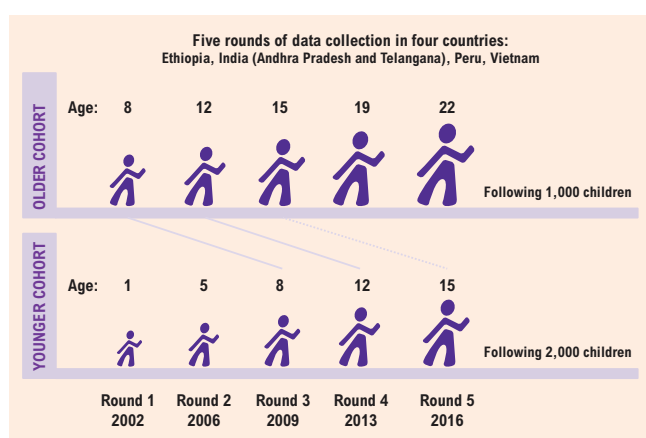 Five rounds of data collection in four countries:
Ethiopia, India (Andhra Pradesh and Telangana), Peru, Vietnam
OLDER COHORT
Age: 8 12 15 19 22
Following 1,000 children
YOUNGER COHORT
Age: 1 5 8 12 15
Following 2,000 children
Round 1 Round 2 Round 3 Round 4 Round 5
2002 2006 2009 2013 2016